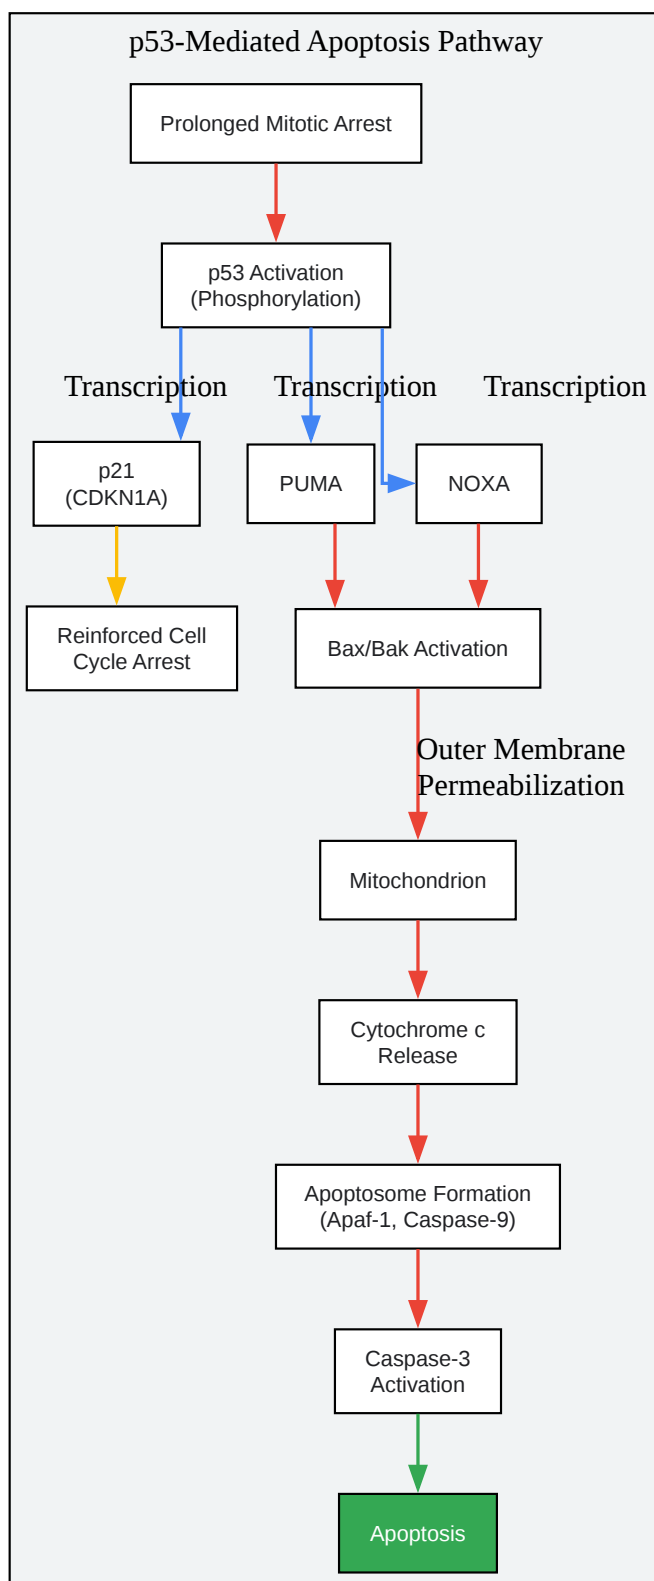 p53-Mediated Apoptosis Pathway
Prolonged Mitotic Arrest
p53 Activation
(Phosphorylation)
Transcription
Transcription
Transcription
p21
(CDKN1A)
PUMA
NOXA
Reinforced Cell
Cycle Arrest
Bax/Bak Activation
Outer Membrane
Permeabilization
Mitochondrion
Cytochrome c
Release
Apoptosome Formation
(Apaf-1, Caspase-9)
Caspase-3
Activation
Apoptosis